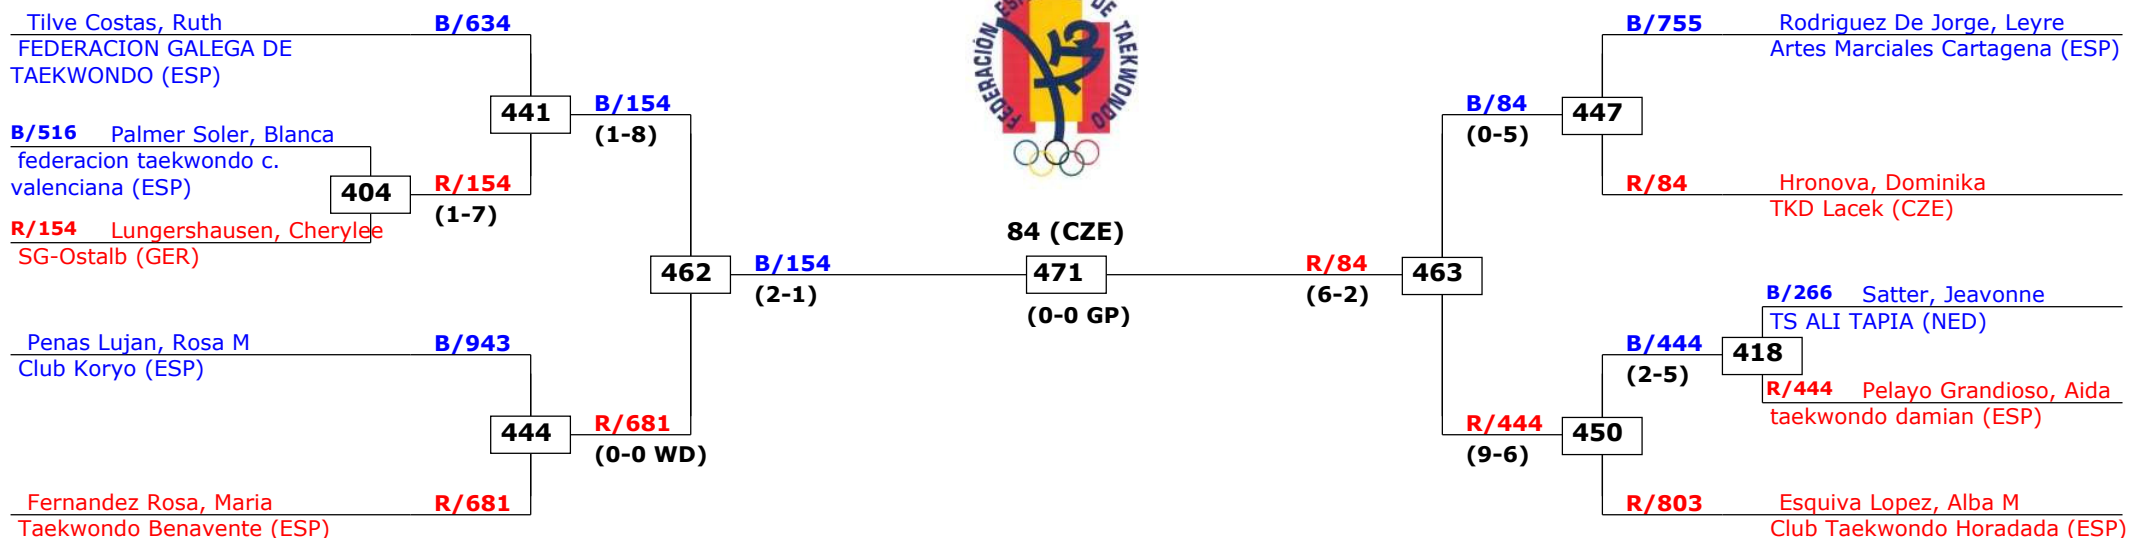 Tilve Costas, Ruth
B/634
FEDERACION GALEGA DE
TAEKWONDO (ESP)
441
B/154
(1-8)
B/516 Palmer Soler, Blanca
federacion taekwondo c.
valenciana (ESP)
404
R/154
(1-7)
R/154 Lungershausen, Cherylee
SG-Ostalb (GER)
462
B/154
(2-1)
Penas Lujan, Rosa M
B/943
Club Koryo (ESP)
444
R/681
(0-0 WD)
Fernandez Rosa, Maria
R/681
Taekwondo Benavente (ESP)
FEDERACIÓN ESPAÑOLA DE TAEKWONDO
84 (CZE)
471
(0-0 GP)
B/755
Rodriguez De Jorge, Leyre
Artes Marciales Cartagena (ESP)
B/84
(0-5)
447
R/84
Hronova, Dominika
TKD Lacek (CZE)
R/84
(6-2)
463
B/266 Satter, Jeavonne
TS ALI TAPIA (NED)
B/444
(2-5)
418
R/444 Pelayo Grandioso, Aida
taekwondo damian (ESP)
R/444
(9-6)
450
R/803
Esquiva Lopez, Alba M
Club Taekwondo Horadada (ESP)